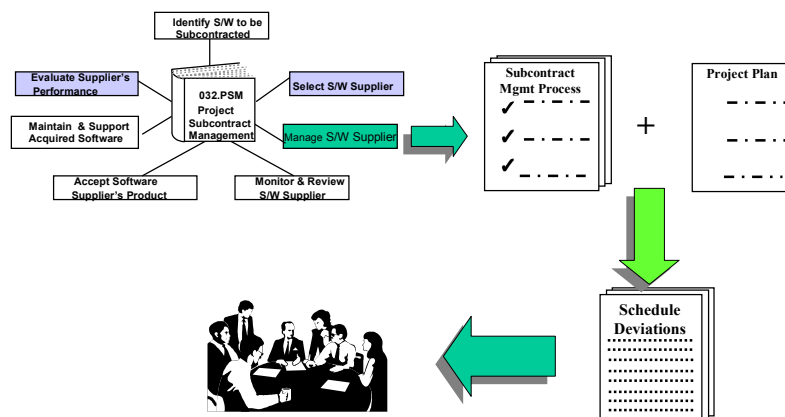 Identify S/W to be
Subcontracted
Evaluate Supplier's
Performance
032.PSM
Project
Subcontract
Management
Select S/W Supplier
Maintain & Support
Acquired Software
Manage S/W Supplier
Accept Software
Supplier's Product
Monitor & Review
S/W Supplier
Subcontract
Mgmt Process
+
Project Plan
Schedule
Deviations